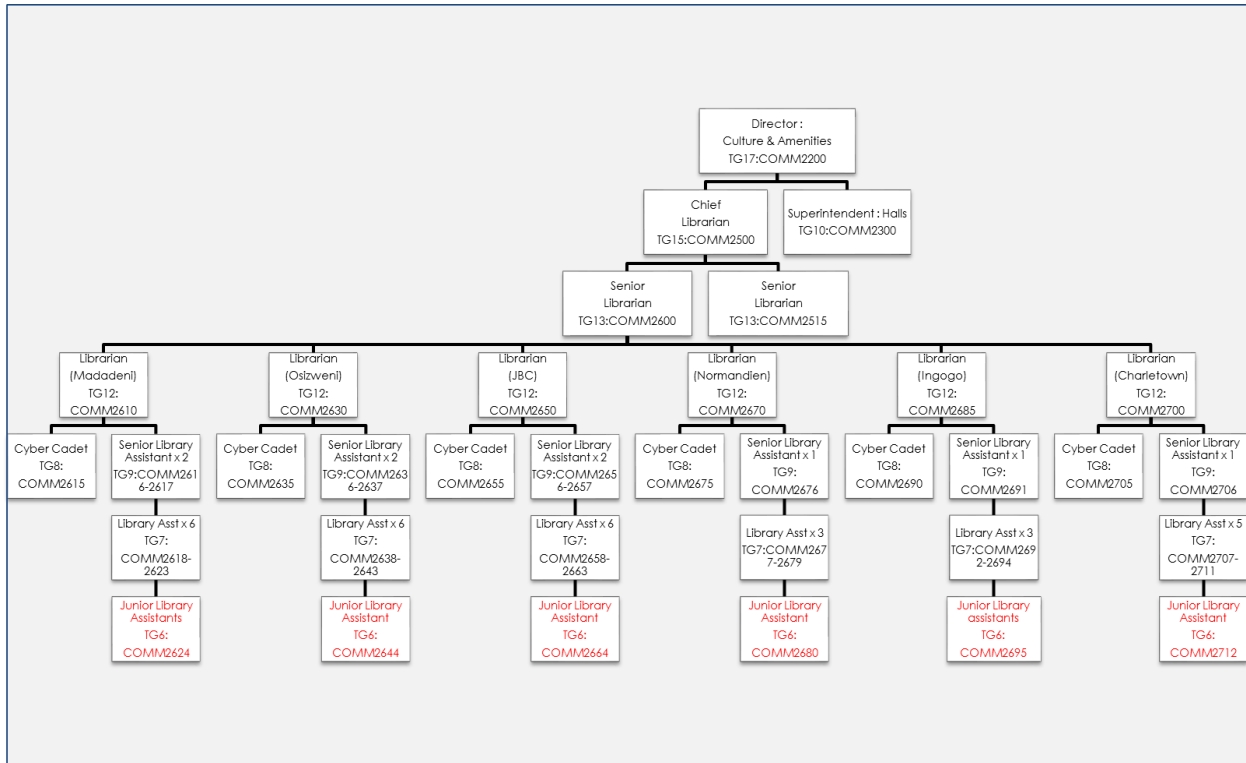 Director :
Culture & Amenities
TG17:COMM2200
Chief
Librarian
TG15:COMM2500
Superintendent : Halls
TG10:COMM2300
Senior
Librarian
TG13:COMM2600
Senior
Librarian
TG13:COMM2515
Librarian
(Madadeni)
TG12:
COMM2610
Librarian
(Osizweni)
TG12:
COMM2630
Librarian
(JBC)
TG12:
COMM2650
Librarian
(Normandien)
TG12:
COMM2670
Librarian
(Ingogo)
TG12:
COMM2685
Librarian
(Charletown)
TG12:
COMM2700
Cyber Cadet
TG8:
COMM2615
Senior Library
Assistant x 2
TG9:COMM261
6-2617
Cyber Cadet
TG8:
COMM2635
Senior Library
Assistant x 2
TG9:COMM263
6-2637
Cyber Cadet
TG8:
COMM2655
Senior Library
Assistant x 2
TG9:COMM265
6-2657
Cyber Cadet
TG8:
COMM2675
Senior Library
Assistant x 1
TG9:
COMM2676
Cyber Cadet
TG8:
COMM2690
Senior Library
Assistant x 1
TG9:
COMM2691
Cyber Cadet
TG8:
COMM2705
Senior Library
Assistant x 1
TG9:
COMM2706
Library Asst x 6
TG7:
COMM2618-
2623
Library Asst x 6
TG7:
COMM2638-
2643
Library Asst x 6
TG7:
COMM2658-
2663
Library Asst x 3
TG7:COMM267
7-2679
Library Asst x 3
TG7:COMM269
2-2694
Library Asst x 5
TG7:
COMM2707-
2711
Junior Library
Assistants
TG6:
COMM2624
Junior Library
Assistant
TG6:
COMM2644
Junior Library
Assistant
TG6:
COMM2664
Junior Library
Assistant
TG6:
COMM2680
Junior Library
assistants
TG6:
COMM2695
Junior Library
Assistant
TG6:
COMM2712